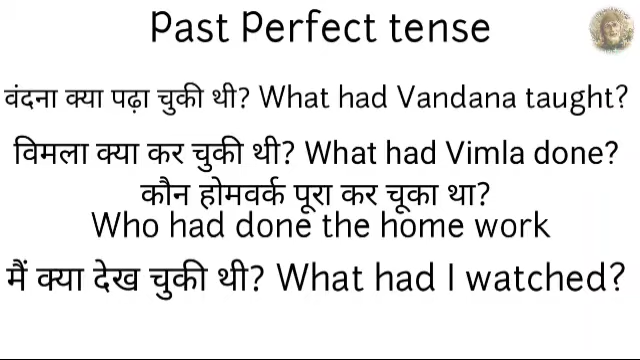 Past Perfect tense
वंदना क्या पढ़ा चुकी थी? What had Vandana taught?
विमला क्या कर चुकी थी? What had Vimla done?
कौन होमवर्क पूरा कर चूका था?
Who had done the home work
मैं क्या देख चुकी थी? What had I watched?